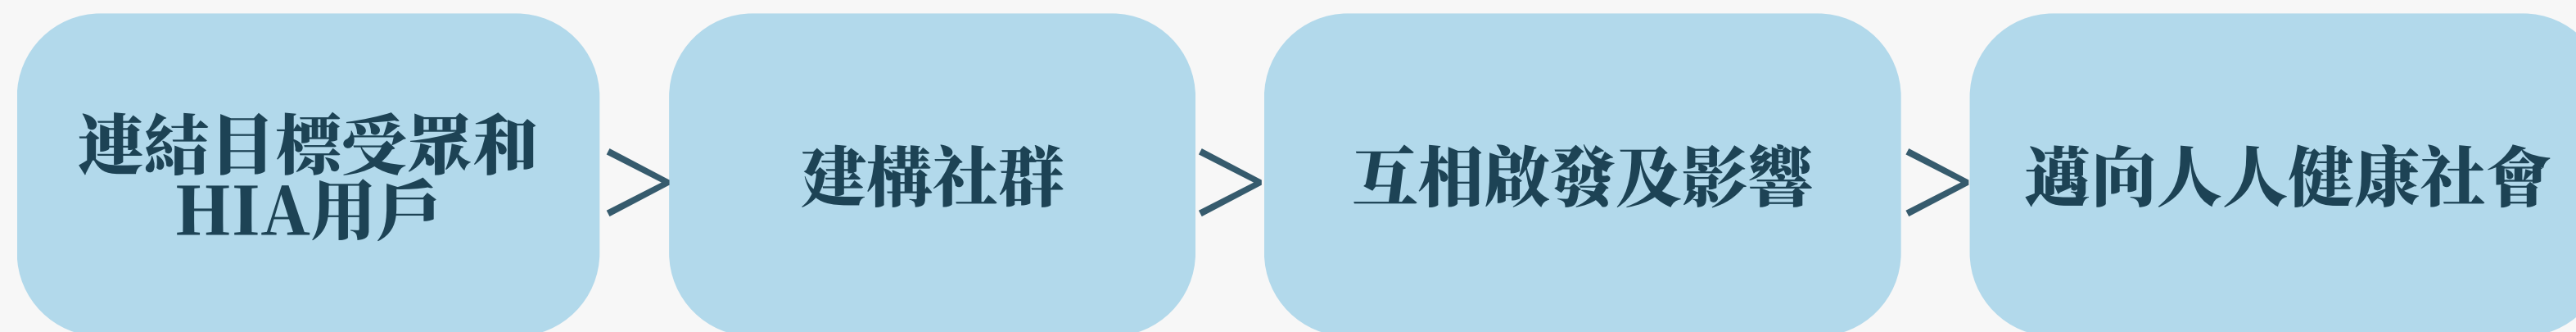 連結目標受眾和
HIA用戶
建構社群
互相啟發及影響
邁向人人健康社會